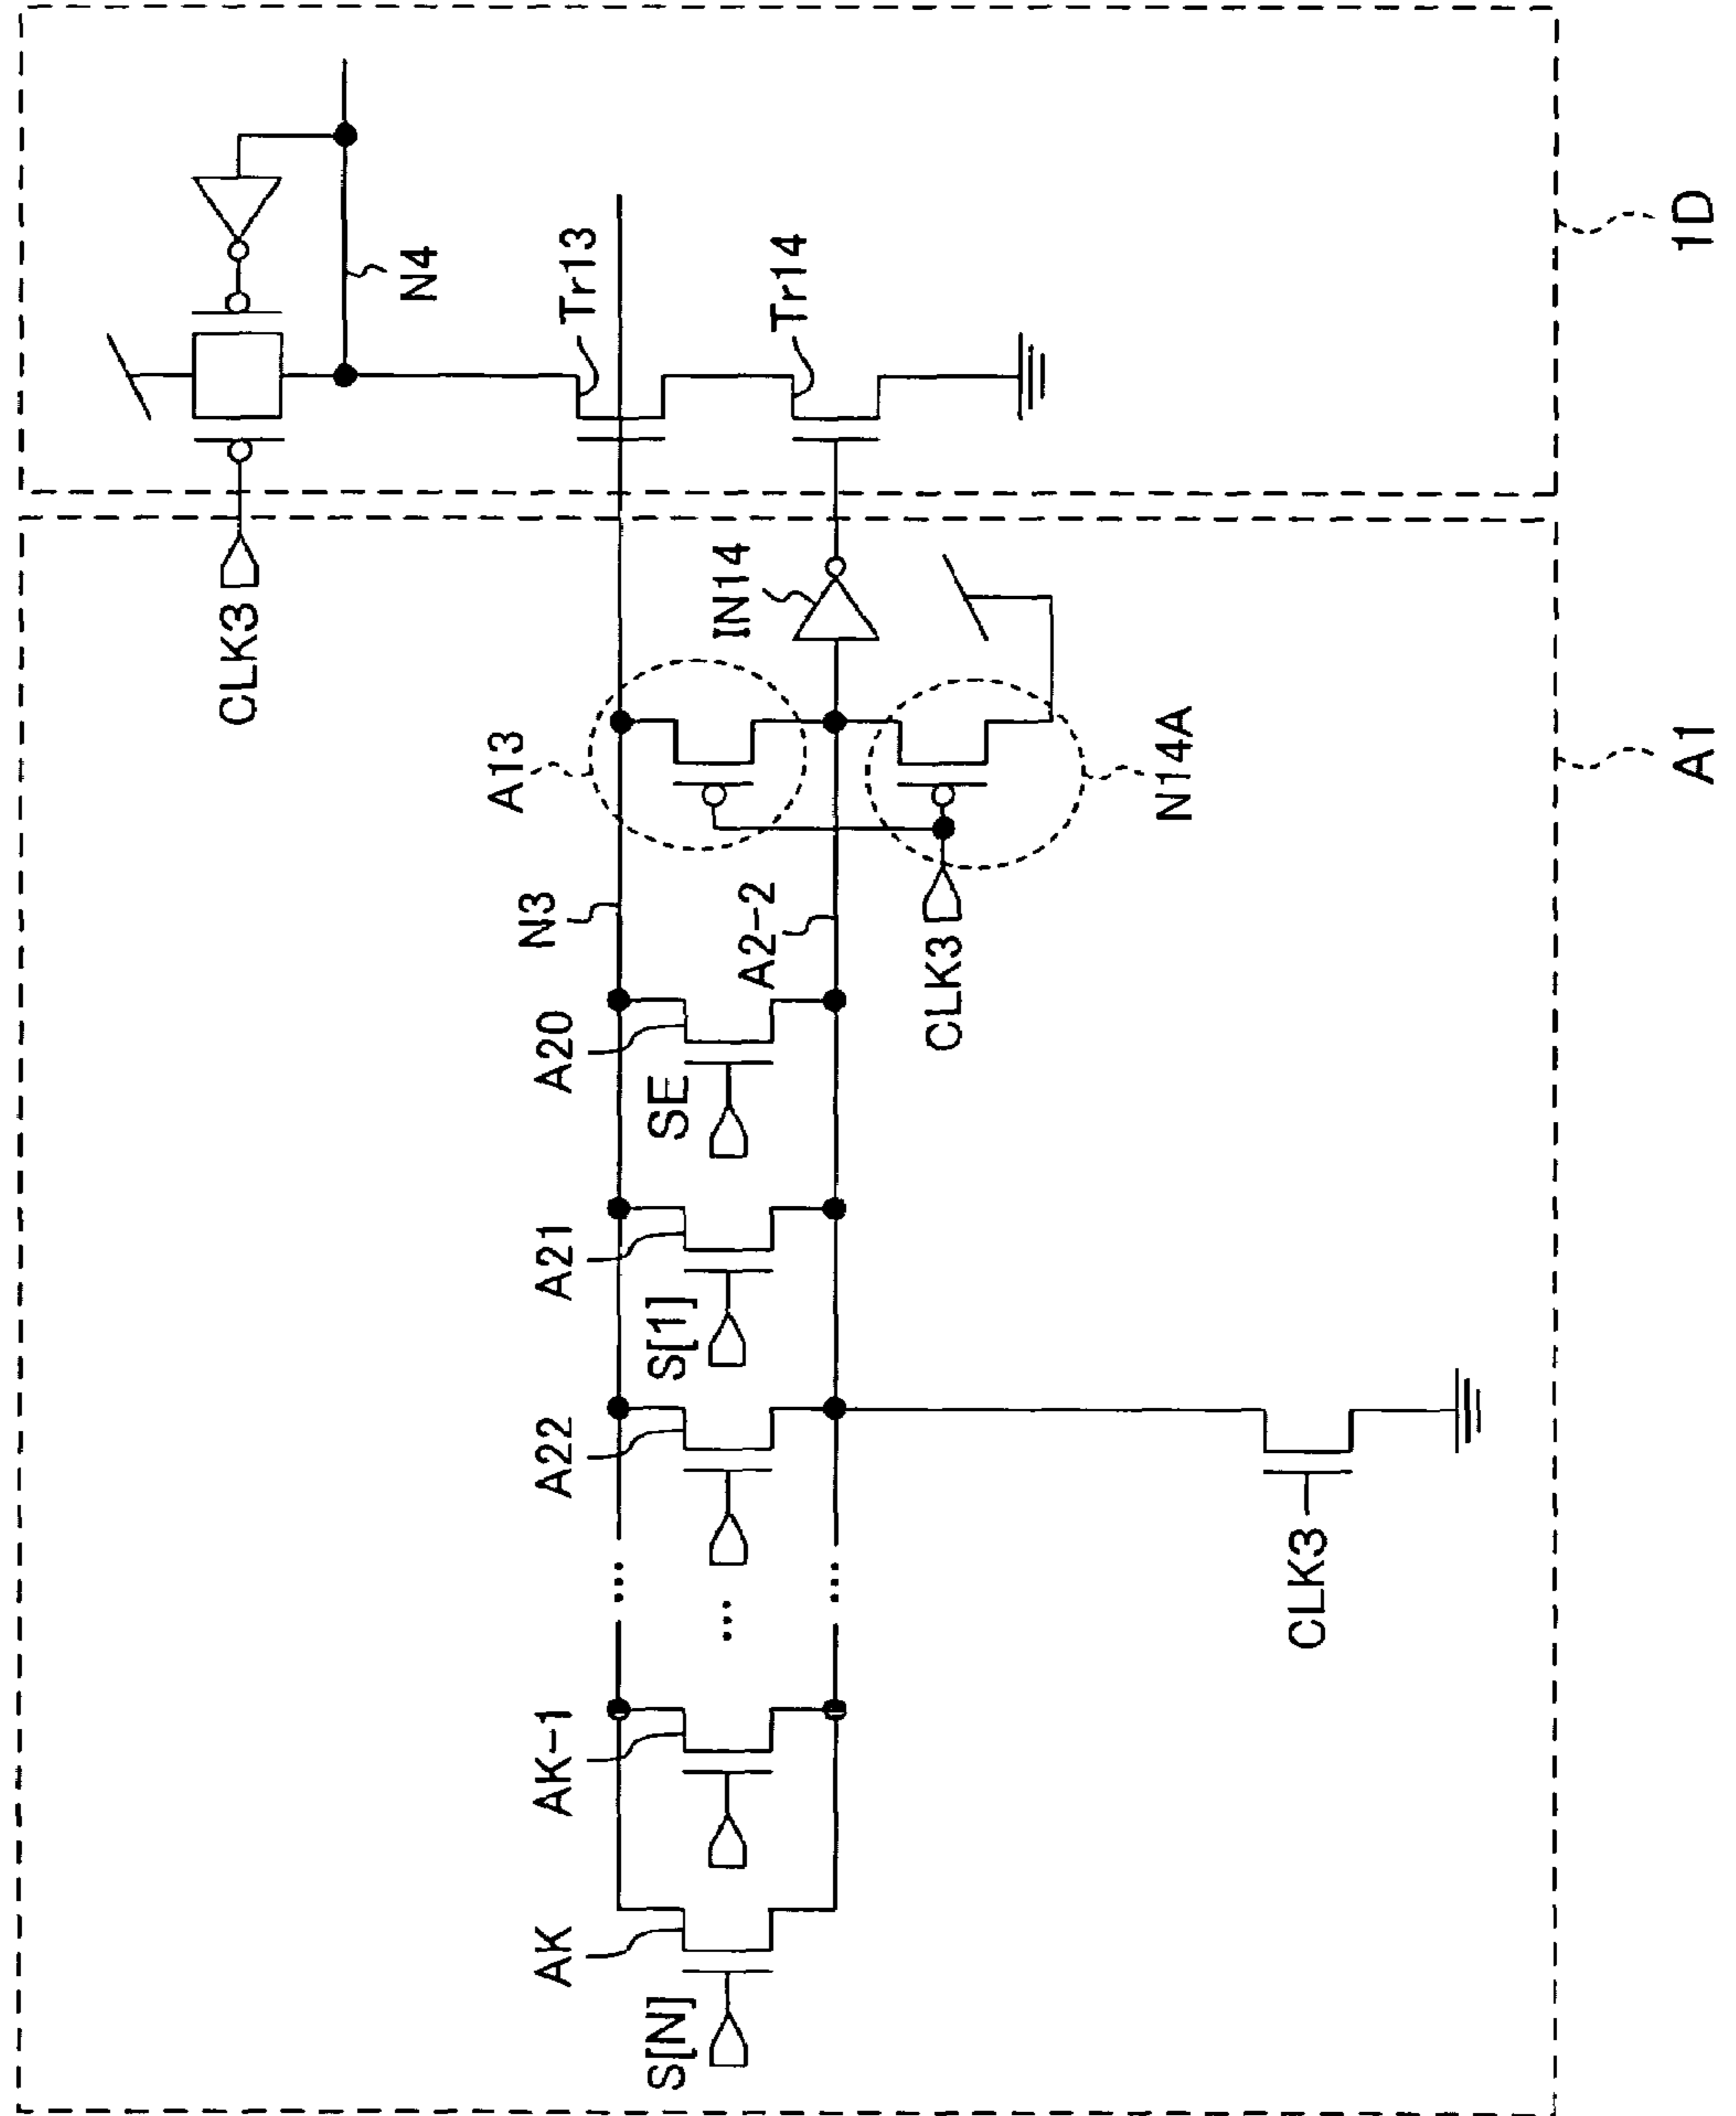 CLK3
N4
Tr13
Tr14
1D
A13
IN14
N14A
A1
N3
A2-2
CLK3
A20
SE
A21
S[1]
A22
CLK3
...
...
...
AK-1
AK
S[N]